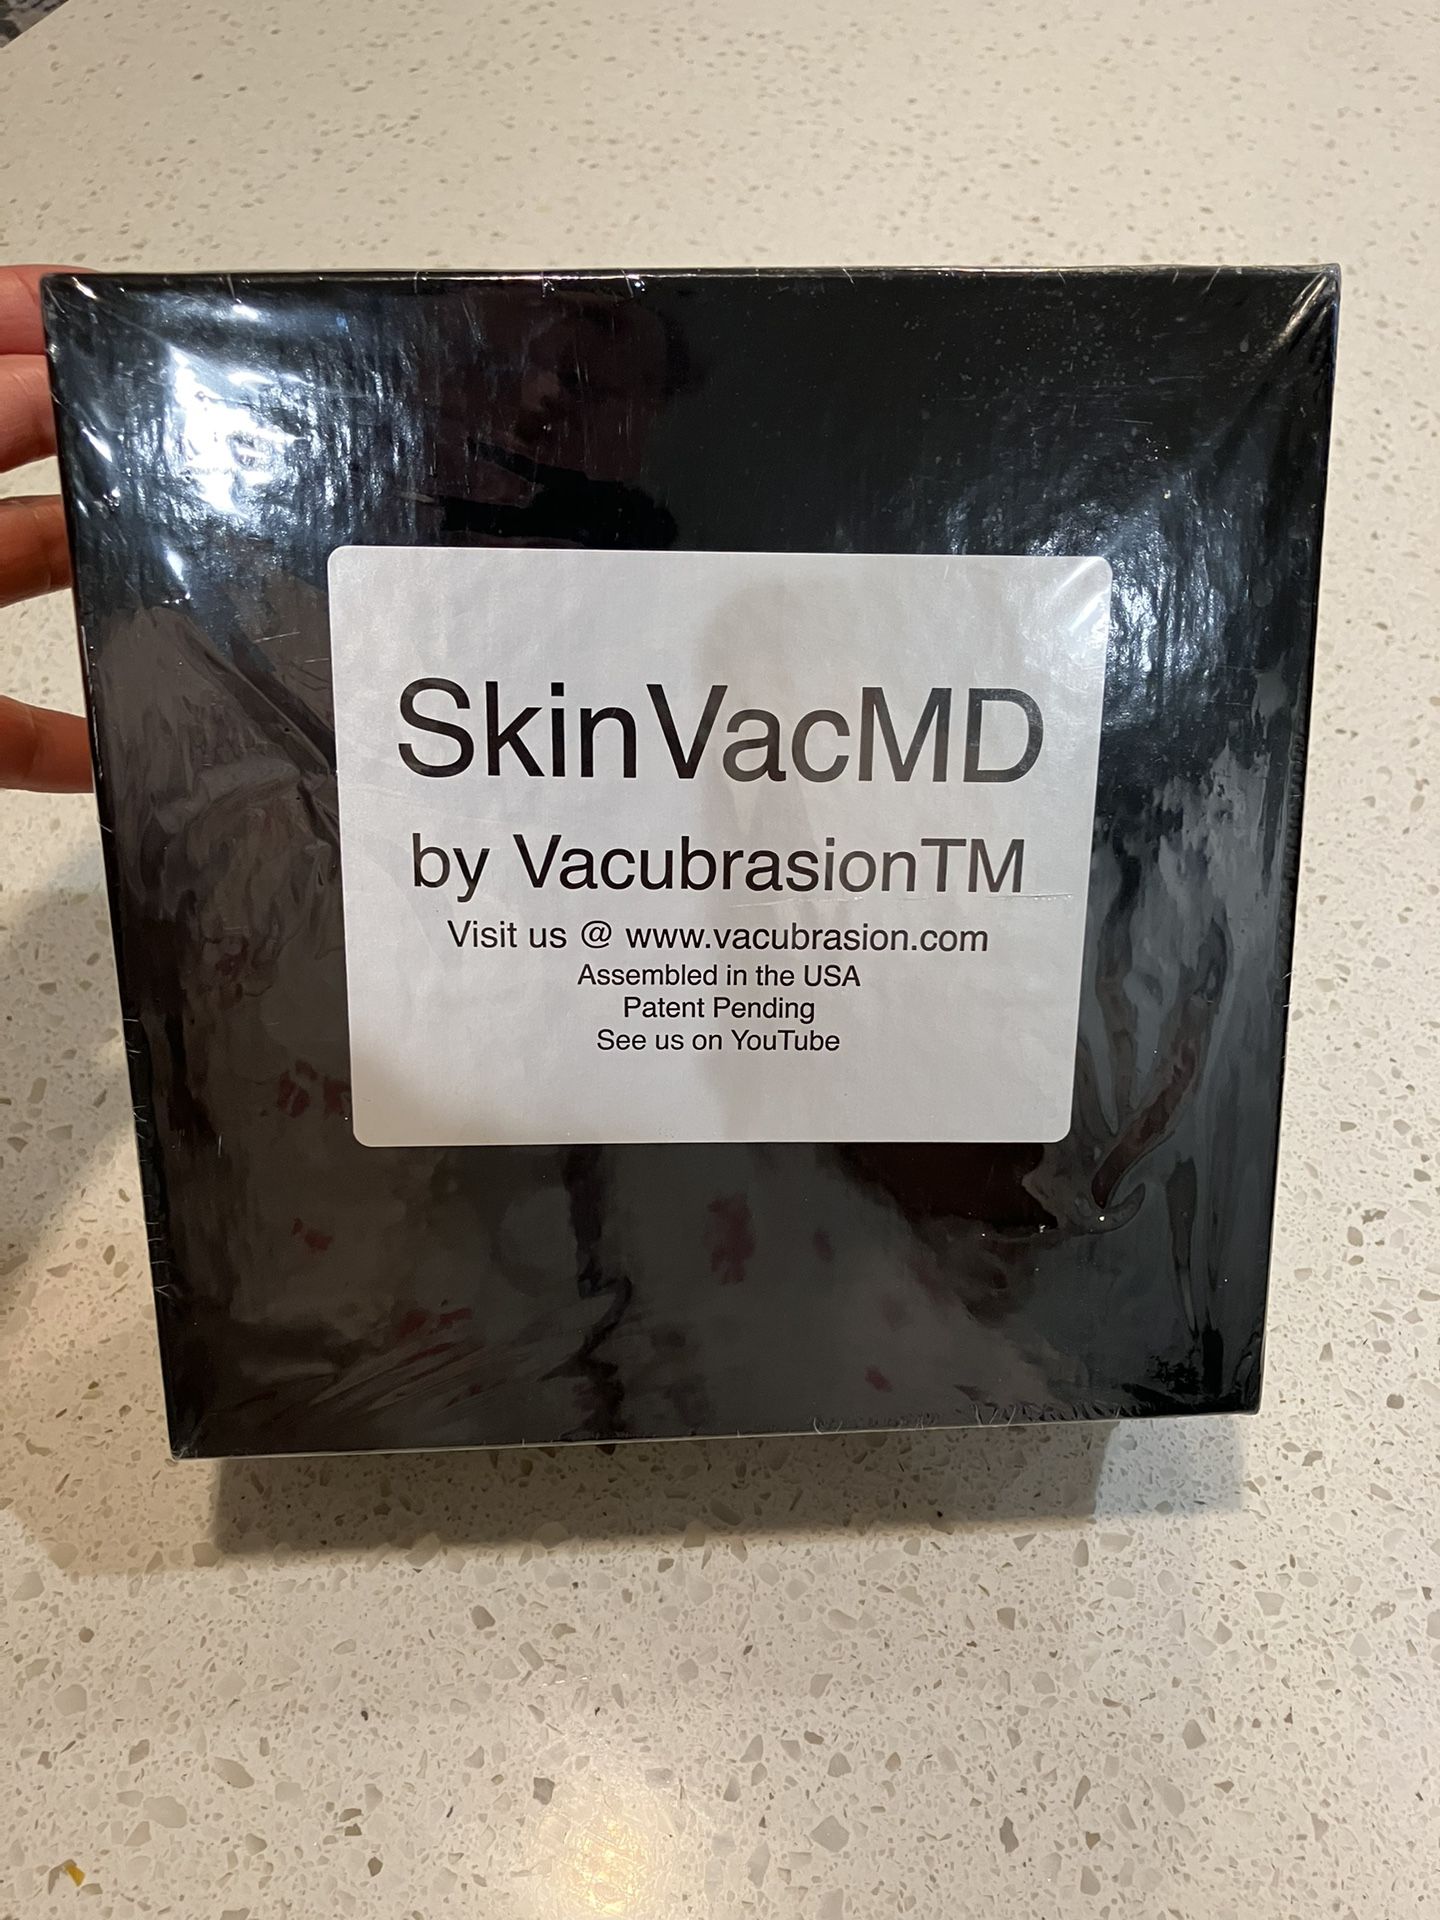 SkinVacMD
by VacubrasionTM
Visit us @ www.vacubrasion.com
Assembled in the USA
Patent Pending
See us on YouTube